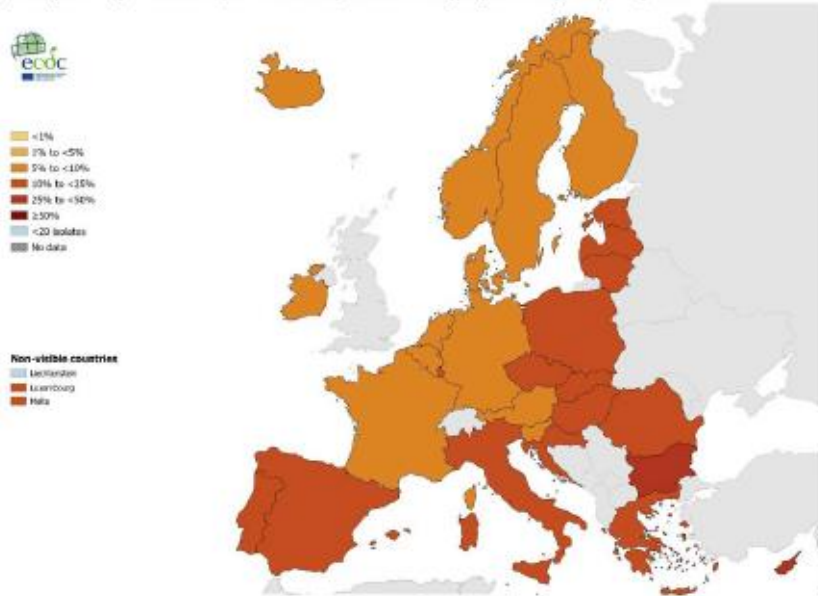 ecdc
<1%
1% to <5%
5% to <10%
10% to <25%
25% to <50%
≥50%
<20 isolates
No data
Non-visible countries
Liechtenstein
Luxembourg
Malta